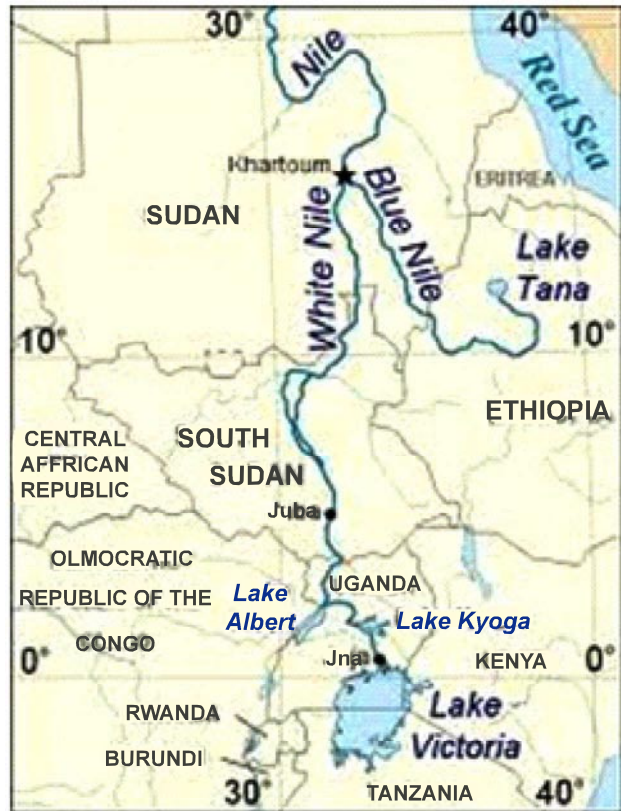 30°
40°
Nile
Red Sea
Khartoum
ERITREA
SUDAN
White Nile
Blue Nile
Lake
Tana
10°
10°
ETHIOPIA
CENTRAL
AFFRICAN
REPUBLIC
SOUTH
SUDAN
Juba
OLMOCRATIC
REPUBLIC OF THE
CONGO
UGANDA
Lake
Albert
Lake Kyoga
Jna
0°
KENYA
0°
RWANDA
Lake
Victoria
BURUNDI
30°
TANZANIA
40°